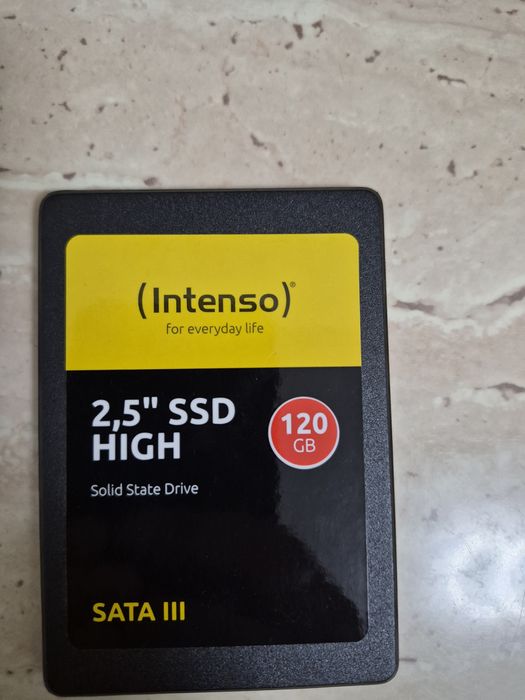 (Intenso)®
for everyday life
2,5" SSD
HIGH
120
GB
Solid State Drive
SATA III